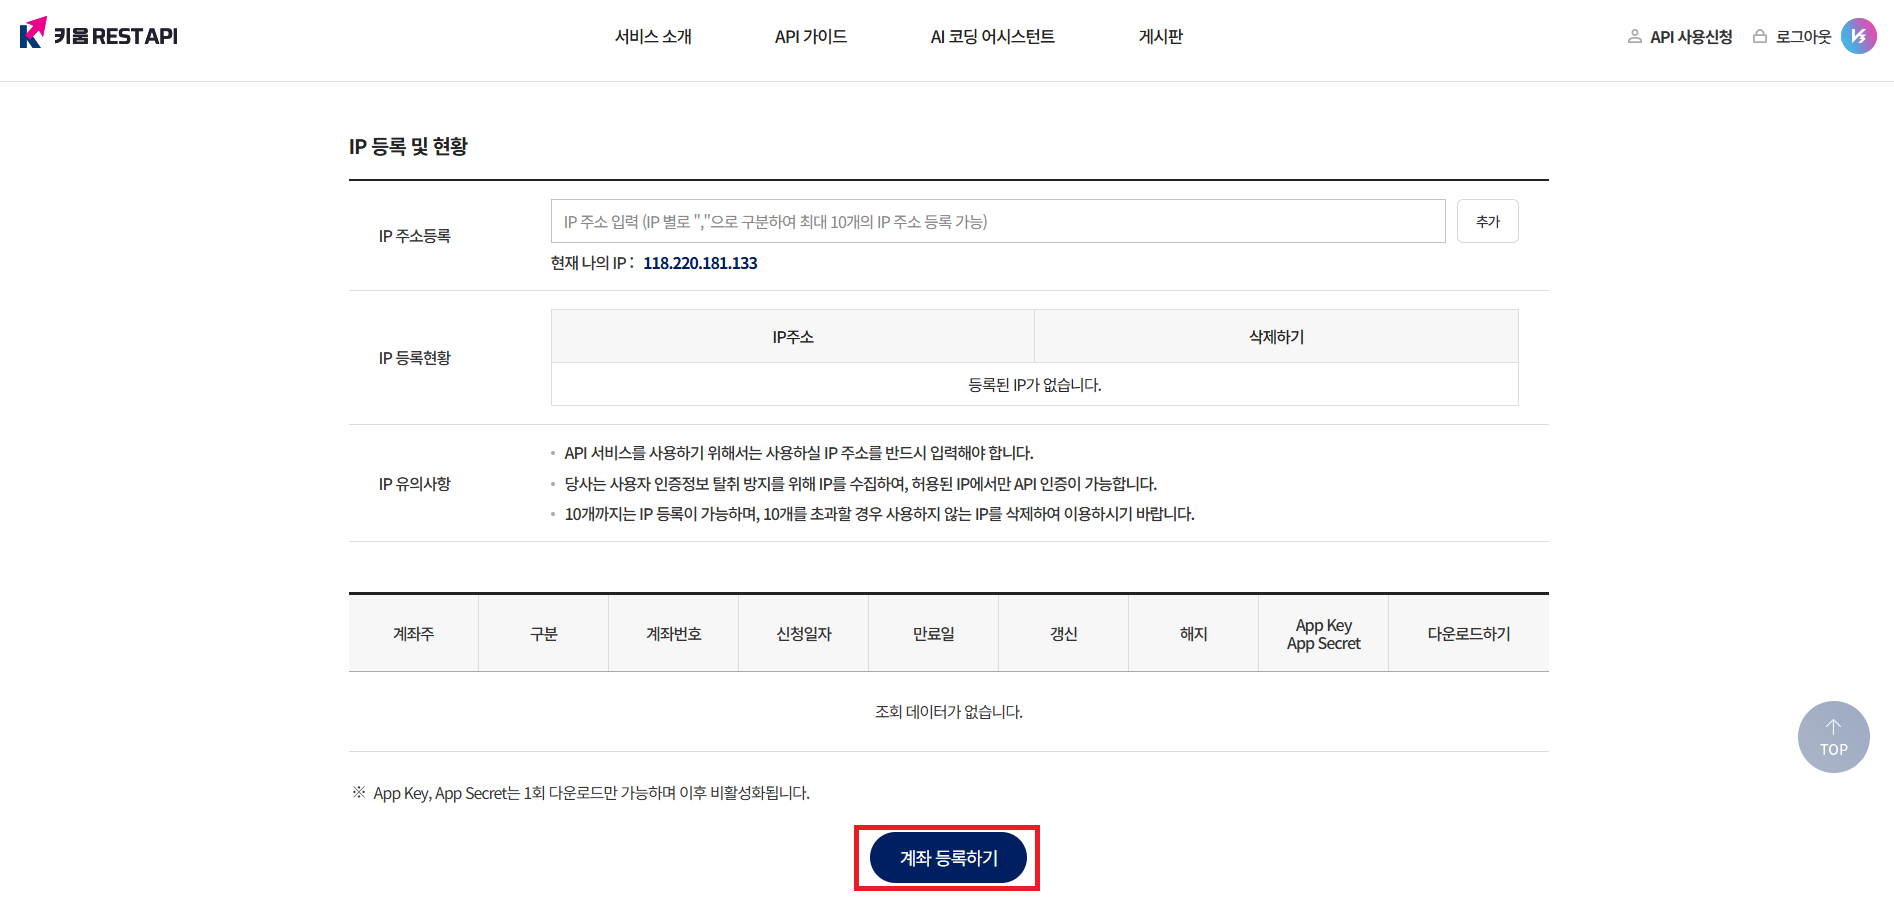 키움 REST API
서비스 소개
API 가이드
AI 코딩 어시스턴트
게시판
API 사용신청
로그아웃
IP 등록 및 현황
IP 주소등록
IP 주소 입력 (IP 별로 ","으로 구분하여 최대 10개의 IP 주소 등록 가능)
추가
현재 나의 IP : 118.220.181.133
IP 등록현황
IP주소
삭제하기
등록된 IP가 없습니다.
IP 유의사항
• API 서비스를 사용하기 위해서는 사용하실 IP 주소를 반드시 입력해야 합니다.
• 당사는 사용자 인증정보 탈취 방지를 위해 IP를 수집하여, 허용된 IP에서만 API 인증이 가능합니다.
• 10개까지는 IP 등록이 가능하며, 10개를 초과할 경우 사용하지 않는 IP를 삭제하여 이용하시기 바랍니다.
계좌주
구분
계좌번호
신청일자
만료일
갱신
해지
App Key
App Secret
다운로드하기
조회 데이터가 없습니다.
TOP
※ App Key, App Secret는 1회 다운로드만 가능하며 이후 비활성화됩니다.
계좌 등록하기